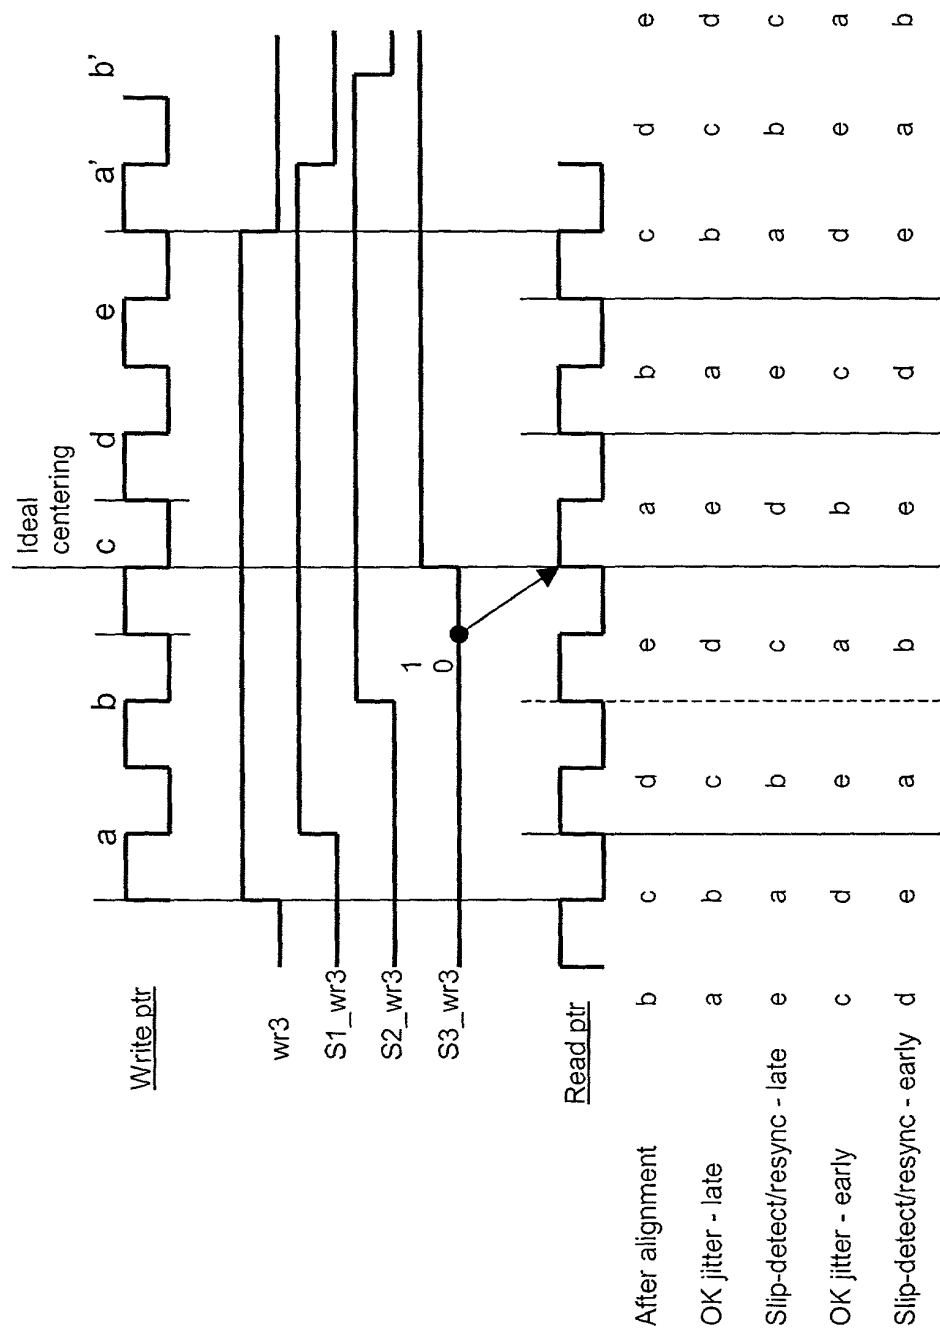 Ideal
centering
a b c d e a' b'
Write ptr
wr3
S1_wr3
S2_wr3
1
0
S3_wr3
Read ptr
After alignment b c d e a b c d e
OK jitter - late a b c d e a b c d
Slip-detect/resync - late e a b c d e a b c
OK jitter - early c d e a b c d e a
Slip-detect/resync - early d e a b e d e a b